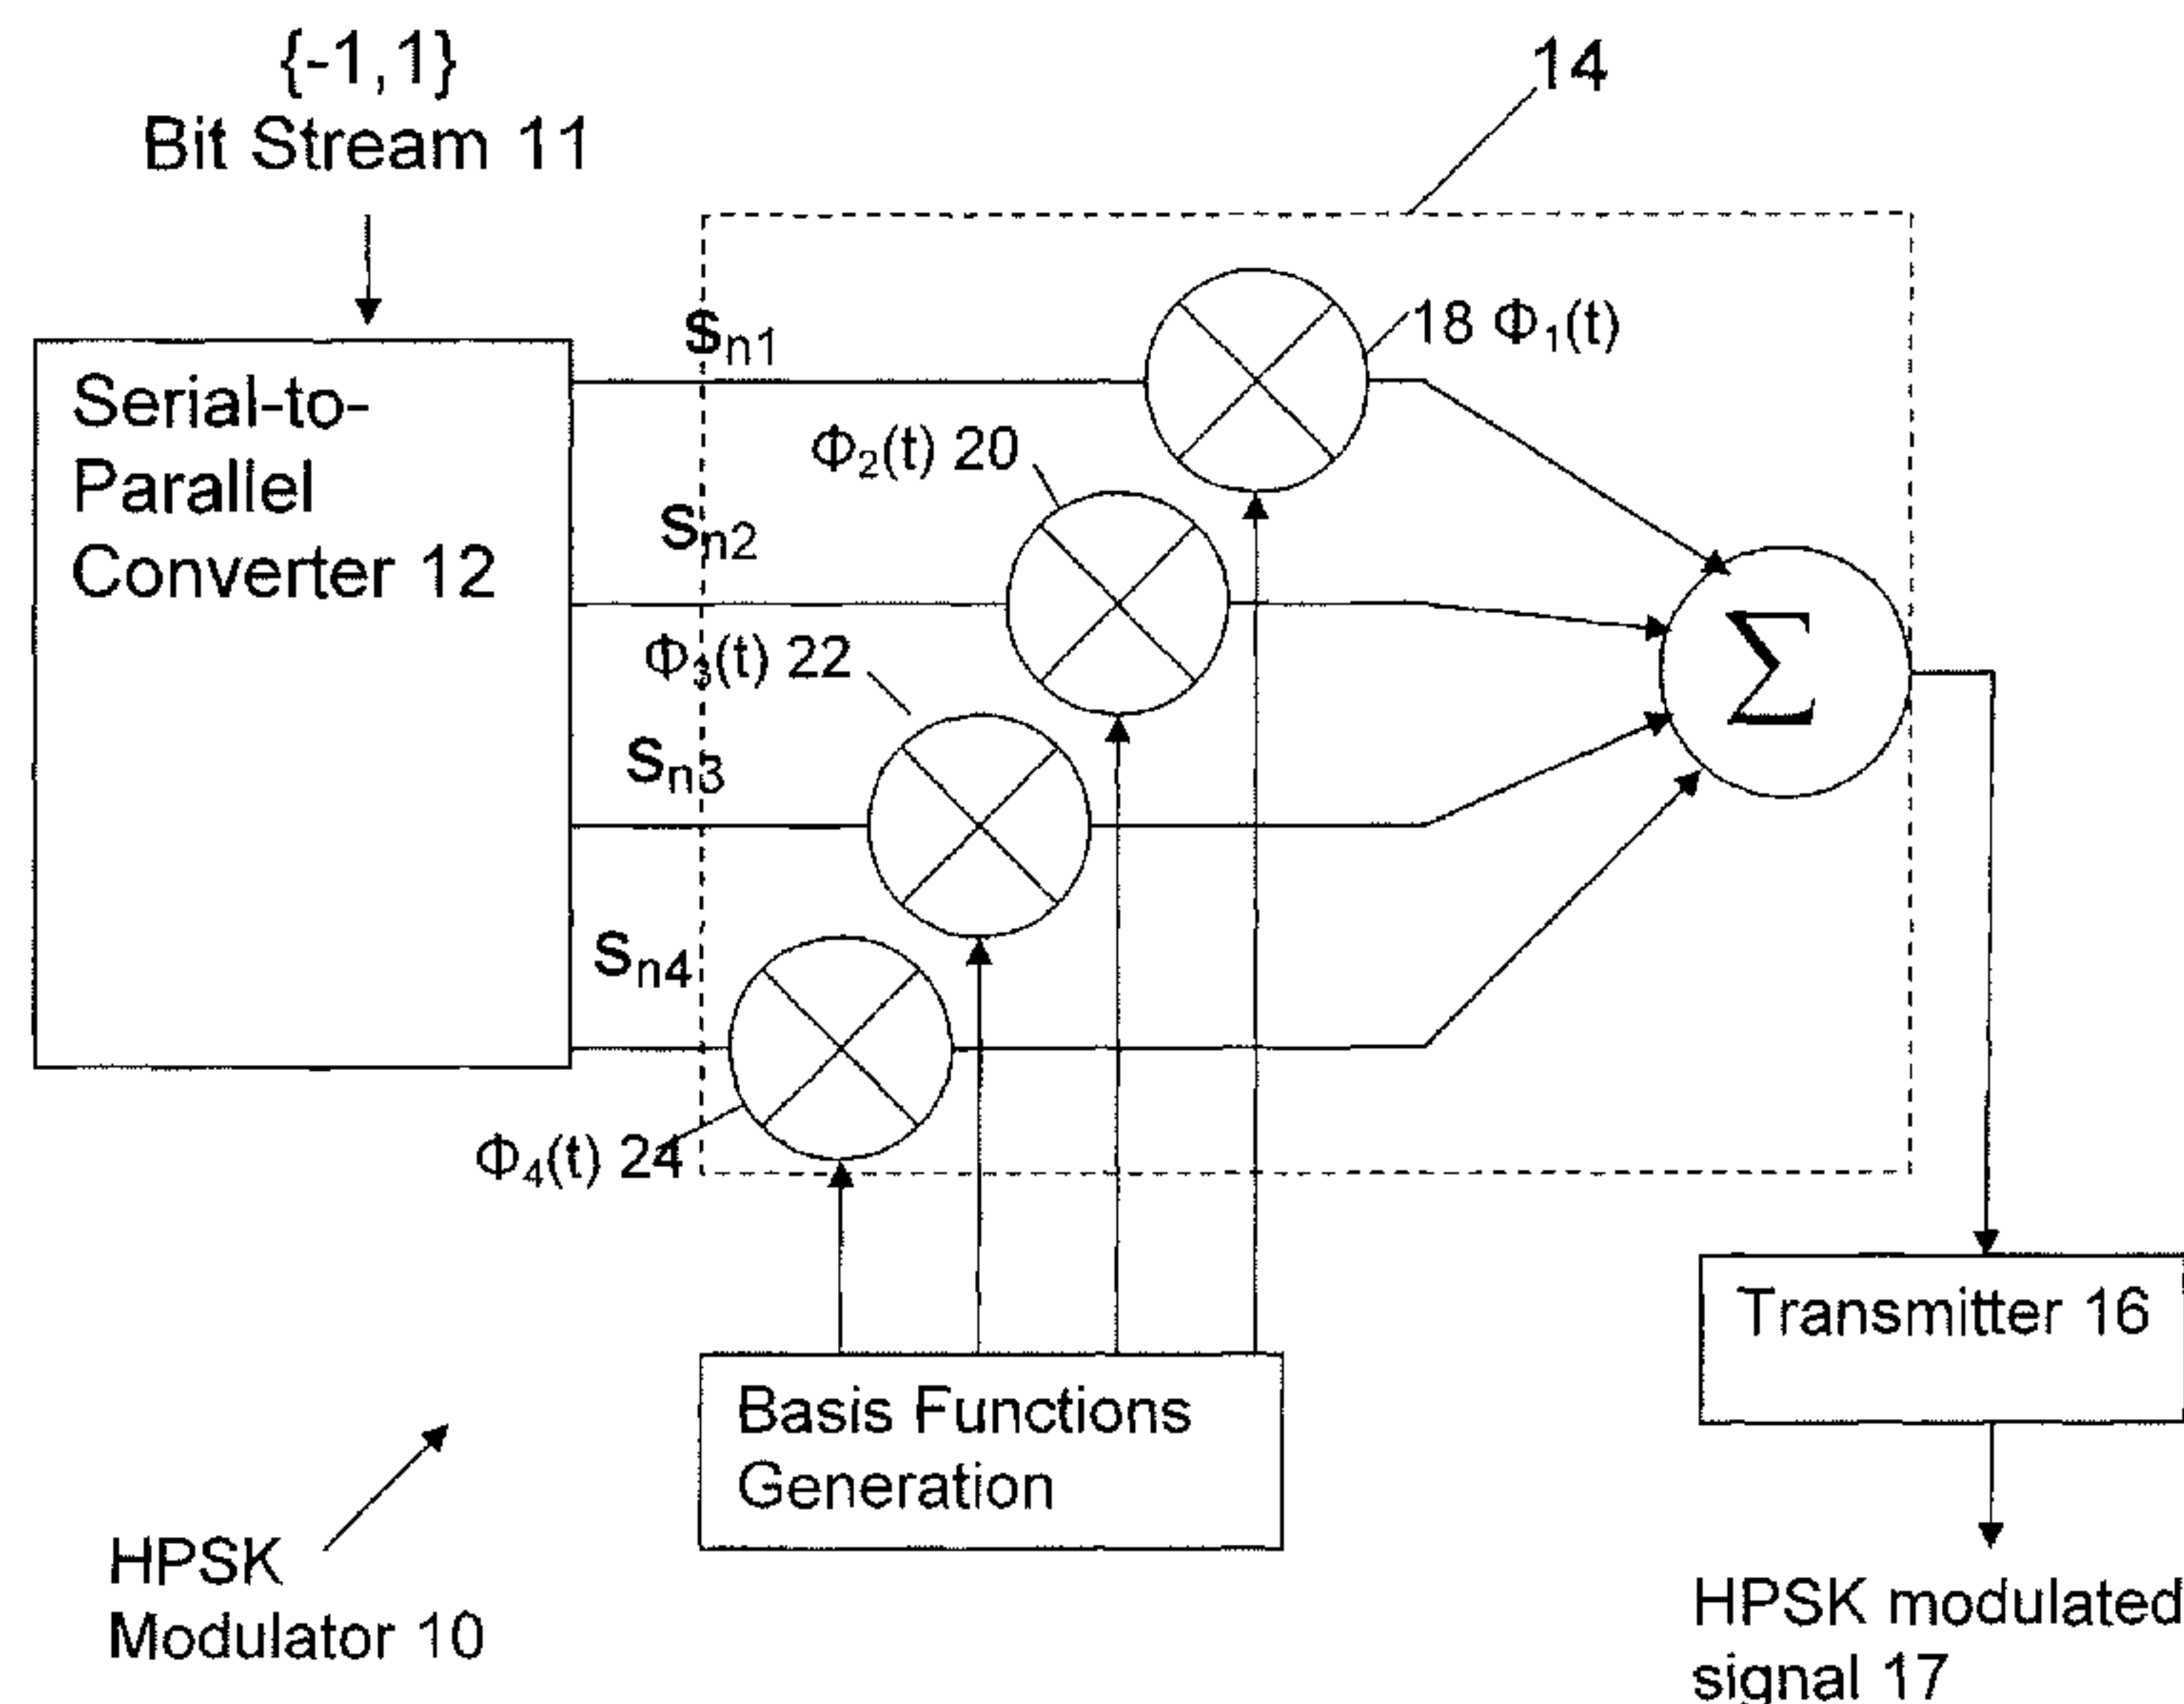 {-1,1}
Bit Stream 11
14
Serial-to-
Parallel
Converter 12
Sn1
18 Φ1(t)
Φ2(t) 20
Sn2
Φ3(t) 22
Sn3
Sn4
Φ4(t) 24
Σ
Transmitter 16
Basis Functions
Generation
HPSK
Modulator 10
HPSK modulated
signal 17